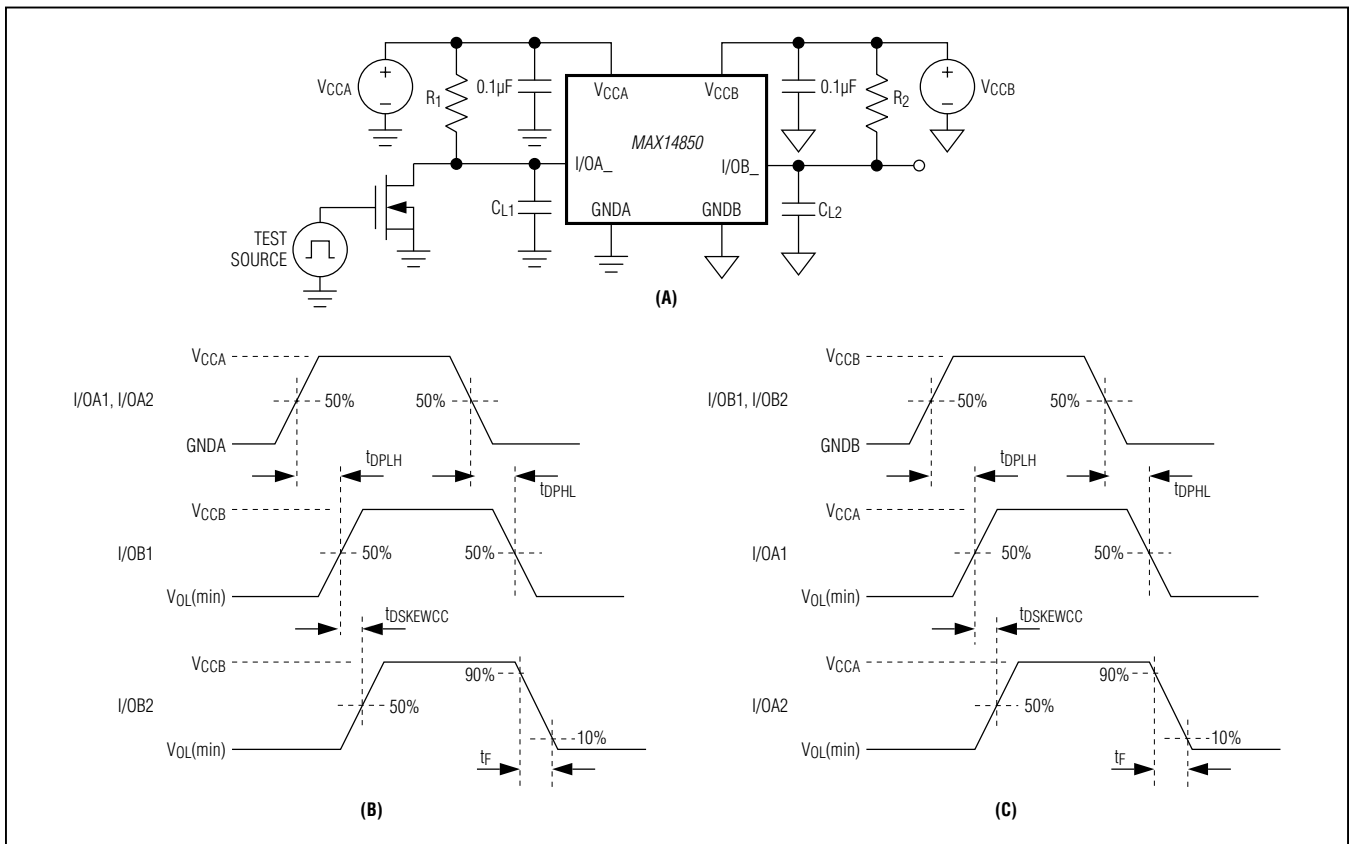 VCCA
R1
0.1µF
VCCA
VCCB
0.1µF
R2
VCCB
MAX14850
I/OA_
I/OB_
CL1
GNDA
GNDB
CL2
TEST
SOURCE
(A)
VCCA
I/OA1, I/OA2
50%
50%
GNDA
tDPLH
tDPHL
VCCB
I/OB1
50%
50%
VOL(min)
tDSKEWCC
VCCB
90%
I/OB2
50%
10%
VOL(min)
tF
(B)
VCCB
I/OB1, I/OB2
50%
50%
GNDB
tDPLH
tDPHL
VCCA
I/OA1
50%
50%
VOL(min)
tDSKEWCC
VCCA
90%
I/OA2
50%
10%
VOL(min)
tF
(C)